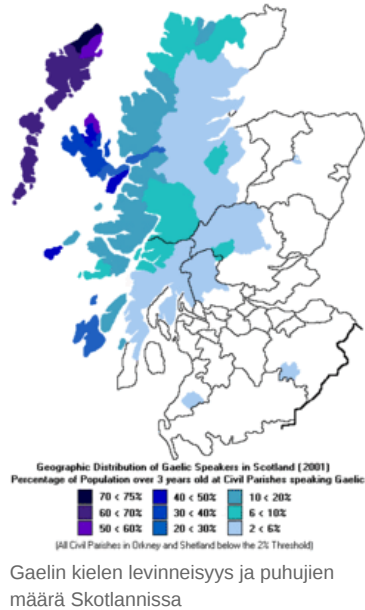 Geographic Distribution of Gaelic Speakers in Scotland (2001)
Percentage of Population over 3 years old at Civil Parishes speaking Gaelic
70 < 75% 40 < 50% 10 < 20%
60 < 70% 30 < 40% 6 < 10%
50 < 60% 20 < 30% 2 < 6%
(All Civil Parishes in Orkney and Shetland below the 2% Threshold)
Gaelin kielen levinneisyys ja puhujien
määrä Skotlannissa